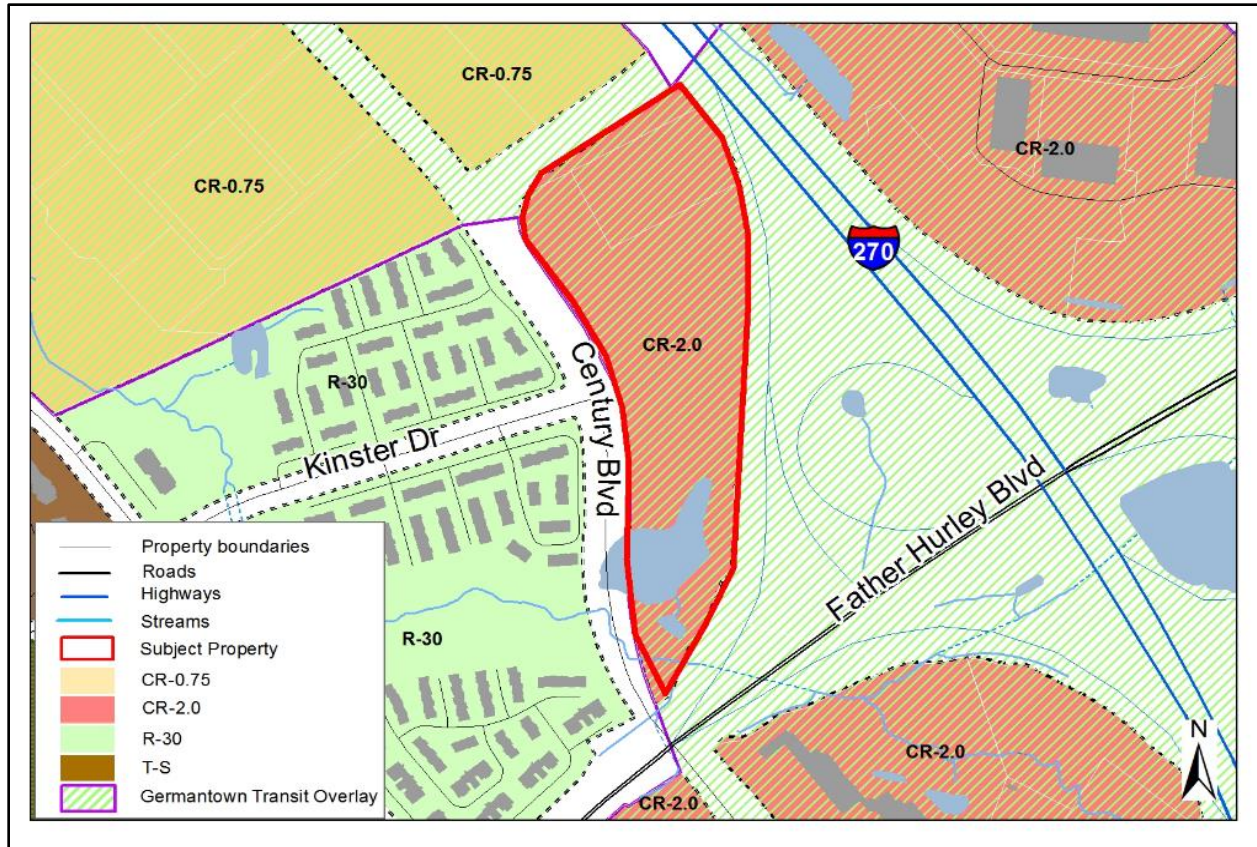 CR-0.75
CR-2.0
CR-0.75
270
CR-2.0
R-30
Century Blvd
Kinster Dr
Father Hurley Blvd
R-30
CR-2.0
CR-2.0
Property boundaries
Roads
Highways
Streams
Subject Property
CR-0.75
CR-2.0
R-30
T-S
Germantown Transit Overlay
N